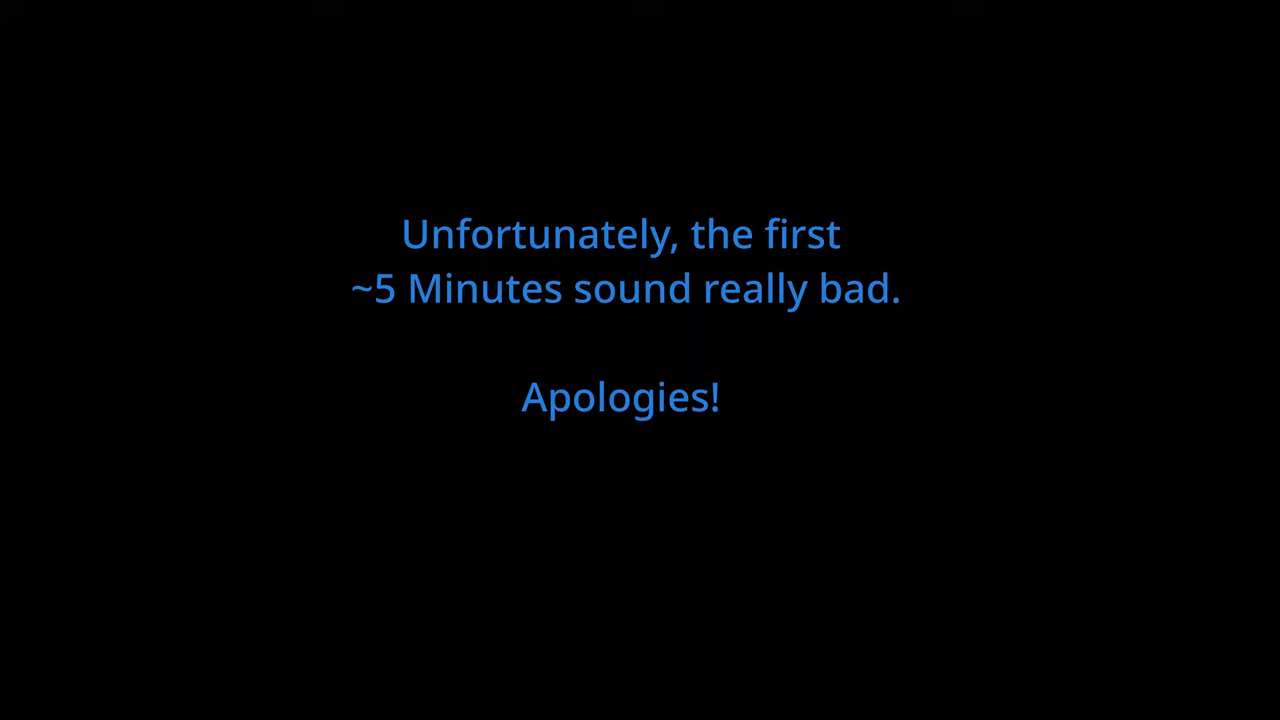 Unfortunately, the first
~5 Minutes sound really bad.
Apologies!